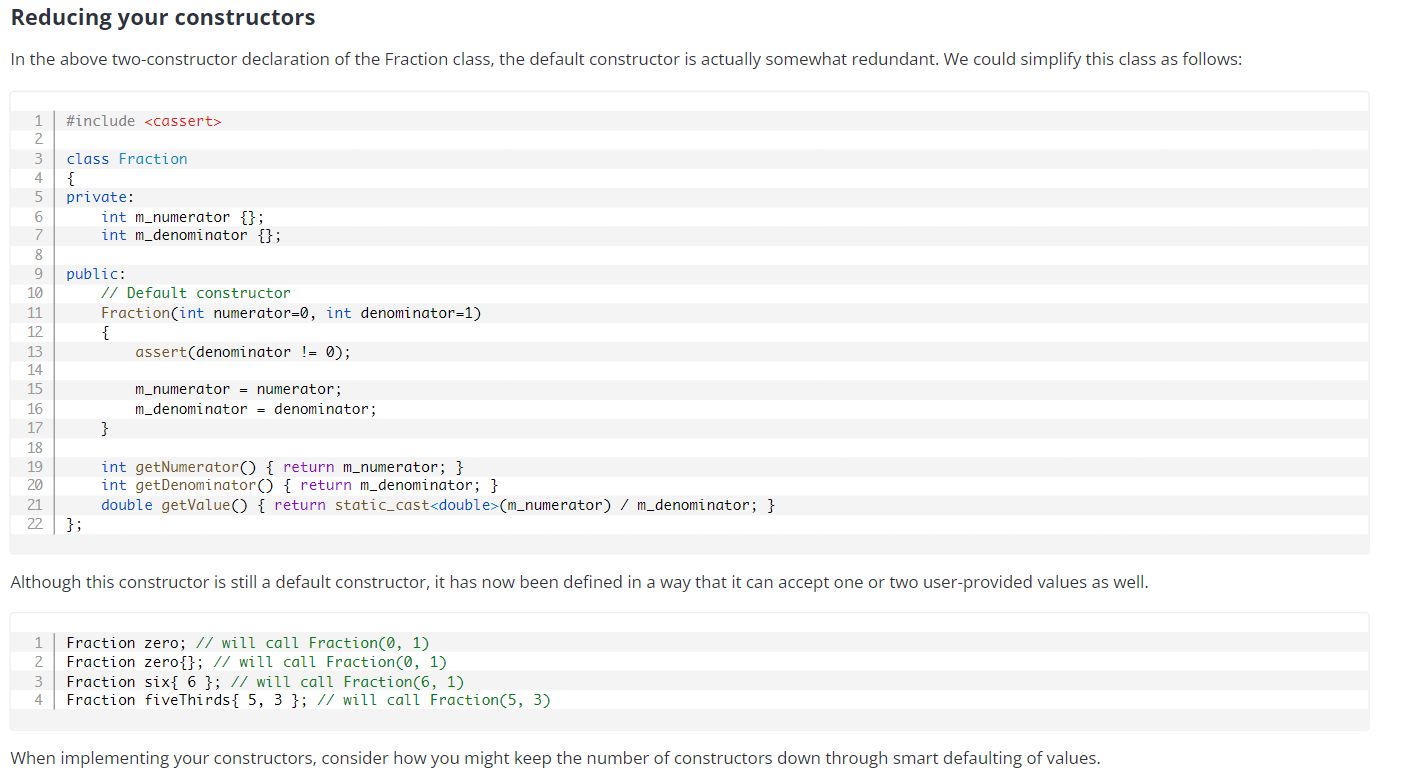 Reducing your constructors
In the above two-constructor declaration of the Fraction class, the default constructor is actually somewhat redundant. We could simplify this class as follows:
1 #include <cassert>
2
3 class Fraction
4 {
5 private:
6     int m_numerator {};
7     int m_denominator {};
8
9 public:
10     // Default constructor
11     Fraction(int numerator=0, int denominator=1)
12     {
13         assert(denominator != 0);
14
15         m_numerator = numerator;
16         m_denominator = denominator;
17     }
18
19     int getNumerator() { return m_numerator; }
20     int getDenominator() { return m_denominator; }
21     double getValue() { return static_cast<double>(m_numerator) / m_denominator; }
22 };
Although this constructor is still a default constructor, it has now been defined in a way that it can accept one or two user-provided values as well.
1 Fraction zero; // will call Fraction(0, 1)
2 Fraction zero{}; // will call Fraction(0, 1)
3 Fraction six{ 6 }; // will call Fraction(6, 1)
4 Fraction fiveThirds{ 5, 3 }; // will call Fraction(5, 3)
When implementing your constructors, consider how you might keep the number of constructors down through smart defaulting of values.